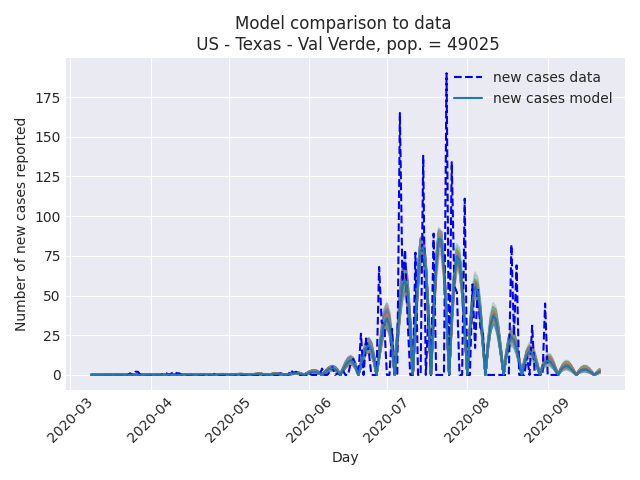 Model comparison to data
US - Texas - Val Verde, pop. = 49025
new cases data
new cases model
Number of new cases reported
175
150
125
100
75
50
25
0
2020-03
2020-04
2020-05
2020-06
2020-07
2020-08
2020-09
Day